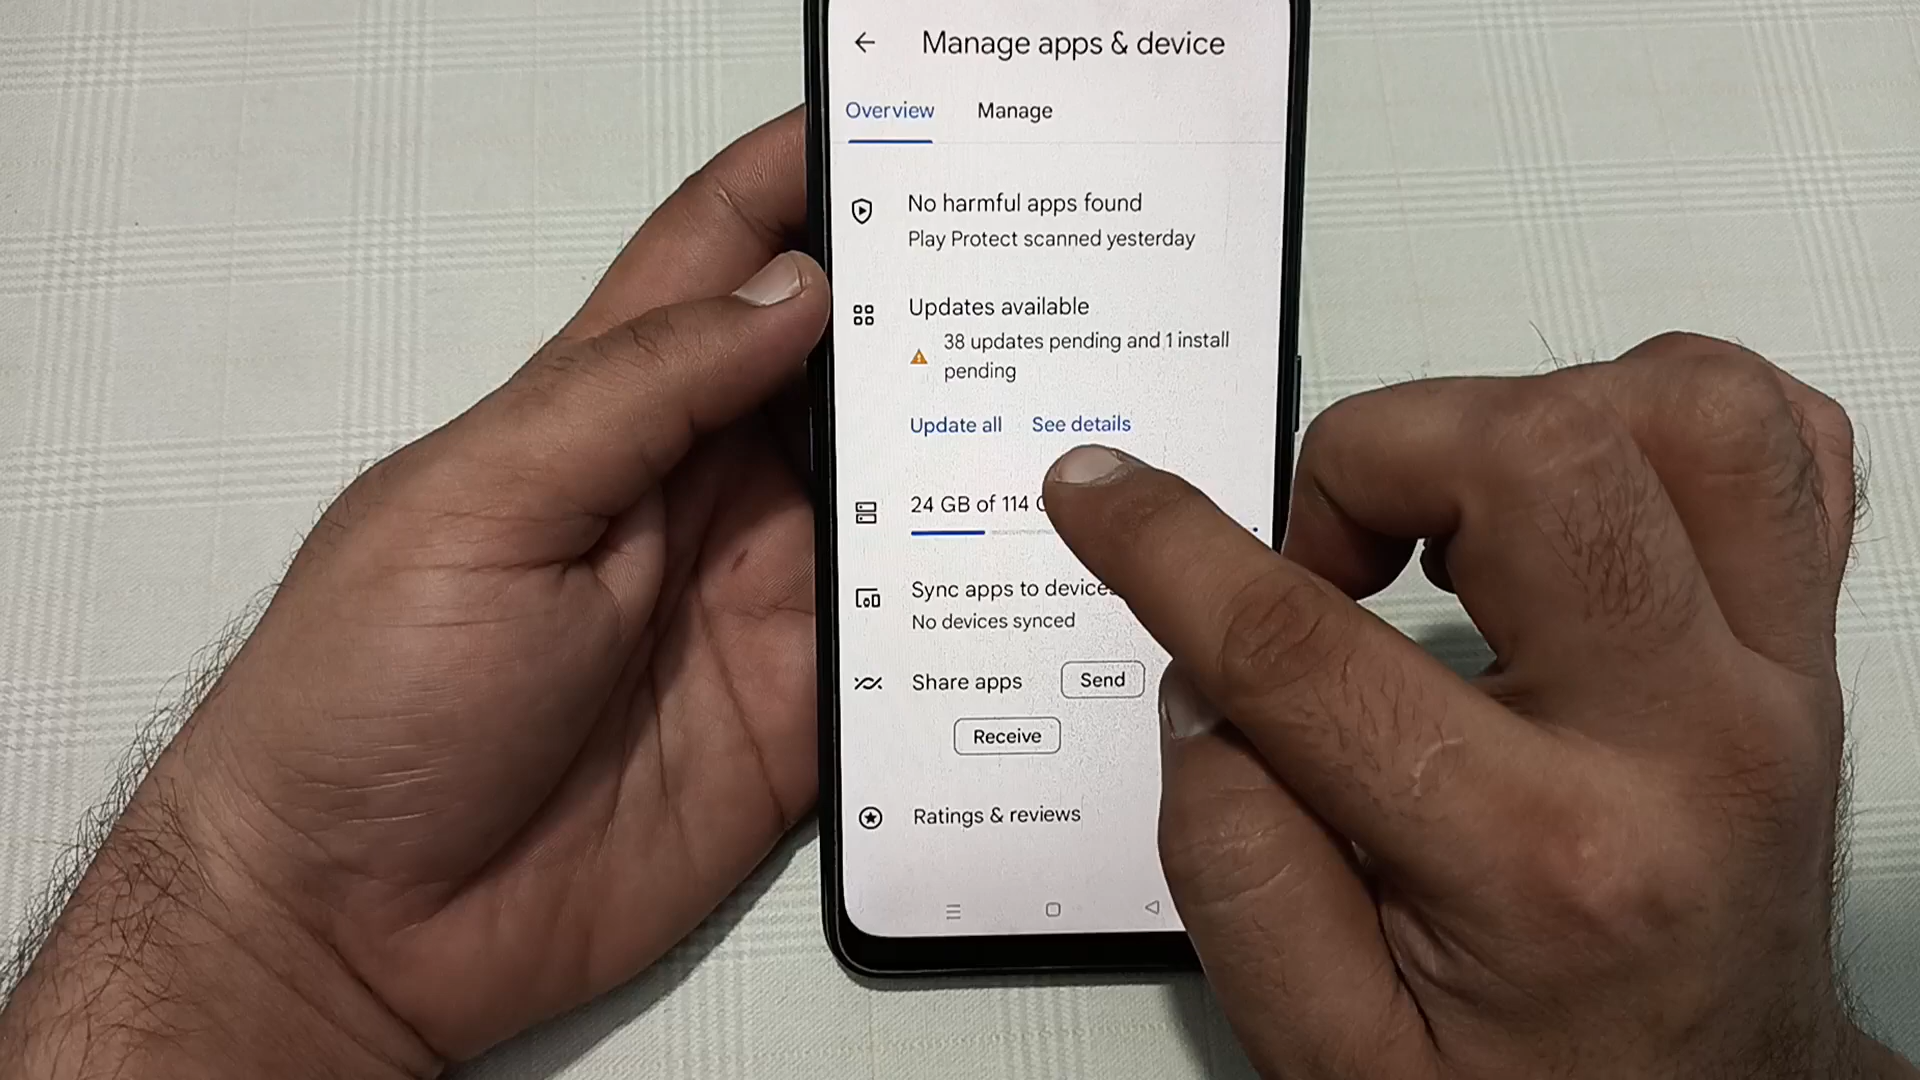 Manage apps & device
Overview Manage
No harmful apps found
Play Protect scanned yesterday
Updates available
38 updates pending and 1 install
pending
Update all See details
24 GB of 114
Sync apps to devices
No devices synced
Share apps Send
Receive
Ratings & reviews